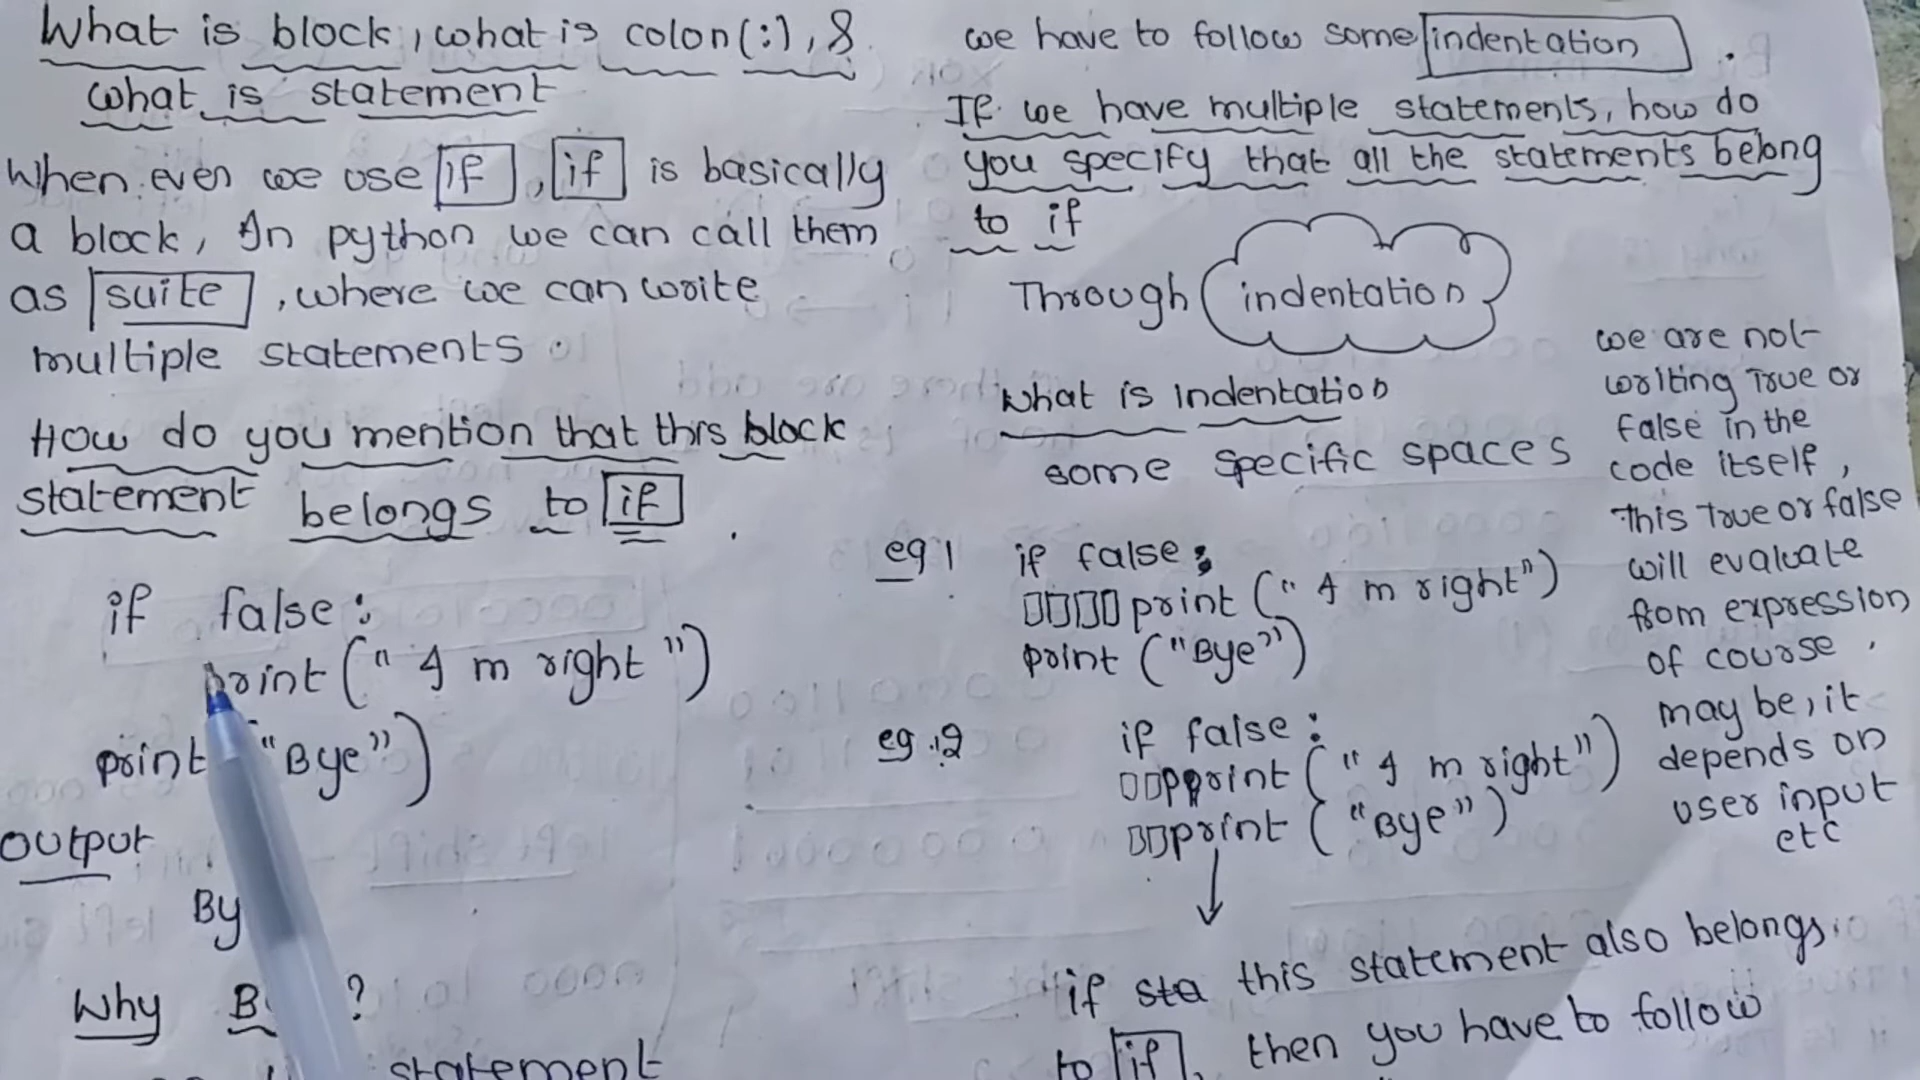 What is block, what is colon(:), &
what is statement
When ever we use if, if is basically
a block, In python we can call them
as suite, where we can write
multiple statements.
How do you mention that this block
statement belongs to if.
if false:
print(" I m right ")
print "Bye")
output
By
Why B ?
statement
we have to follow some indentation.
If we have multiple statements, how do
you specify that all the statements belong
to if
Through indentation
What is indentation
some specific spaces
eg 1 if false:
□□□□print (" I m right")
print ("Bye")
eg.2 if false:
□□print (" I m right")
□□print ("Bye")
if sta this statement also belongs
to if, then you have to follow
we are not
writing True or
false in the
code itself,
this True or false
will evaluate
from expression
of course,
may be, it
depends on
user input
etc